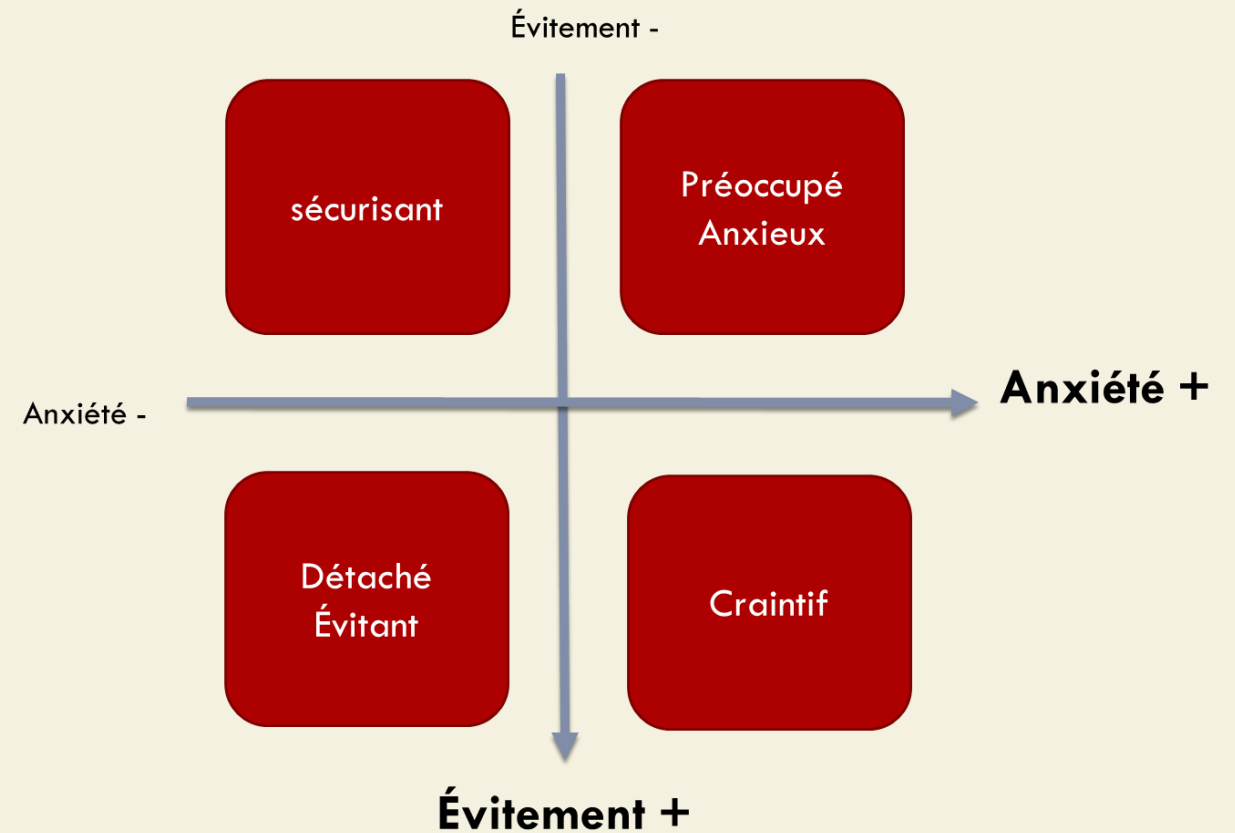 Évitement -
sécurisant
Préoccupé
Anxieux
Anxiété -
Anxiété +
Détaché
Évitant
Craintif
Évitement +